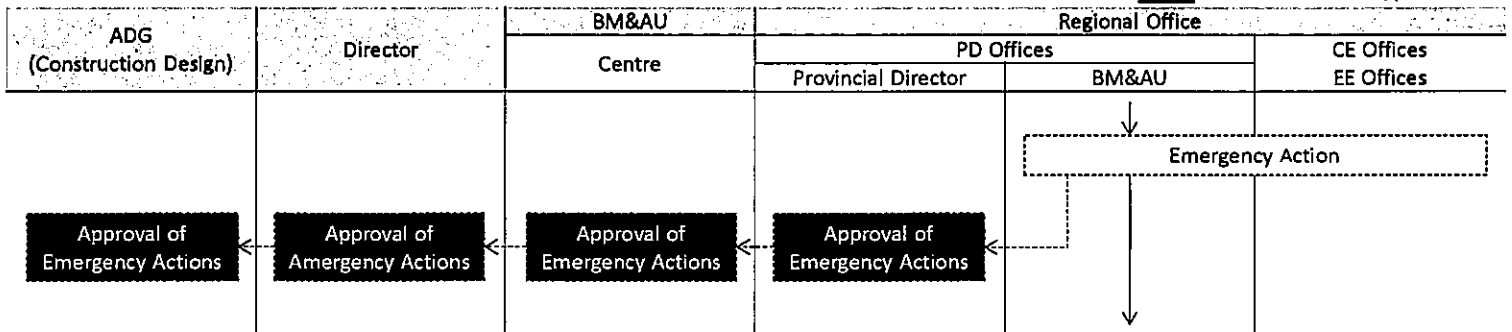 ADG
(Construction Design)
Director
BM&AU
Centre
Regional Office
PD Offices
Provincial Director
BM&AU
CE Offices
EE Offices
Emergency Action
Approval of
Emergency Actions
Approval of
Amergency Actions
Approval of
Emergency Actions
Approval of
Emergency Actions